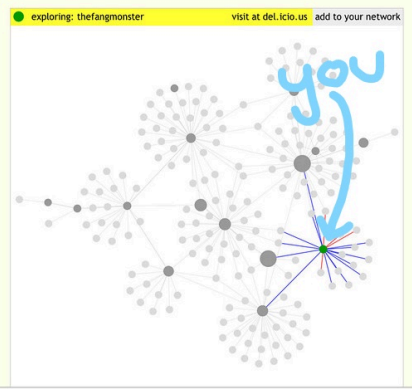 exploring: thefangmonster visit at del.icio.us add to your network
you